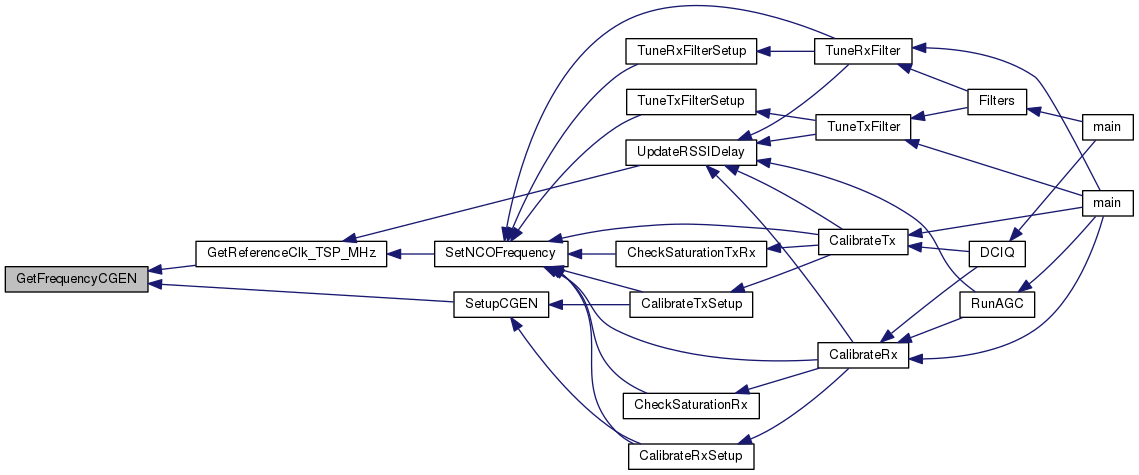 TuneRxFilterSetup
TuneRxFilter
TuneTxFilterSetup
Filters
TuneTxFilter
main
UpdateRSSIDelay
main
GetReferenceClk_TSP_MHz
SetNCOFrequency
CheckSaturationTxRx
CalibrateTx
DCIQ
GetFrequencyCGEN
SetupCGEN
CalibrateTxSetup
RunAGC
CalibrateRx
CheckSaturationRx
CalibrateRxSetup